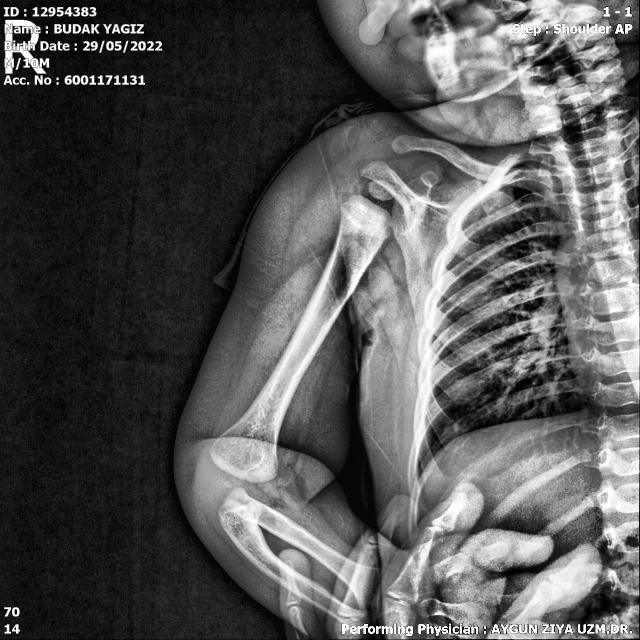 ID : 12954383
Name : BUDAK YAGIZ
Birth Date : 29/05/2022
M/10M
Acc. No : 6001171131
R
1 - 1
Step : Shoulder AP
70
14
Performing Physician : AYGUN ZIYA UZM.DR.